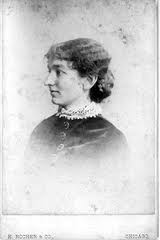 H. ROCHER & CO. CHICAGO.